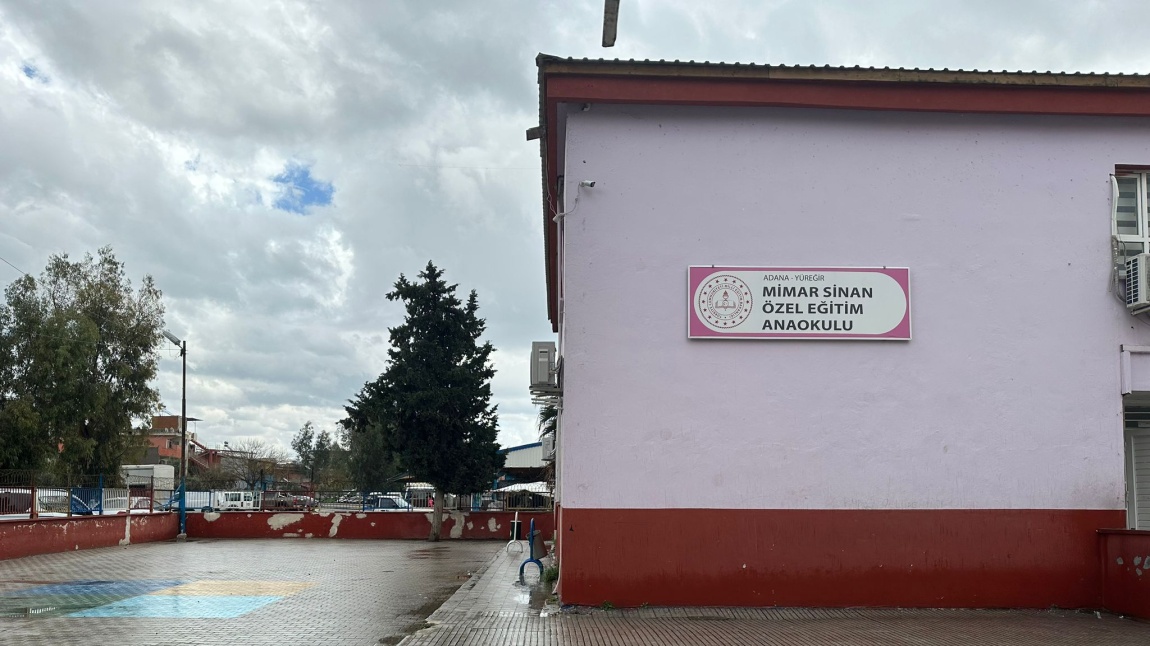 ADANA - YÜREĞİR
MİMAR SİNAN
ÖZEL EĞİTİM
ANAOKULU